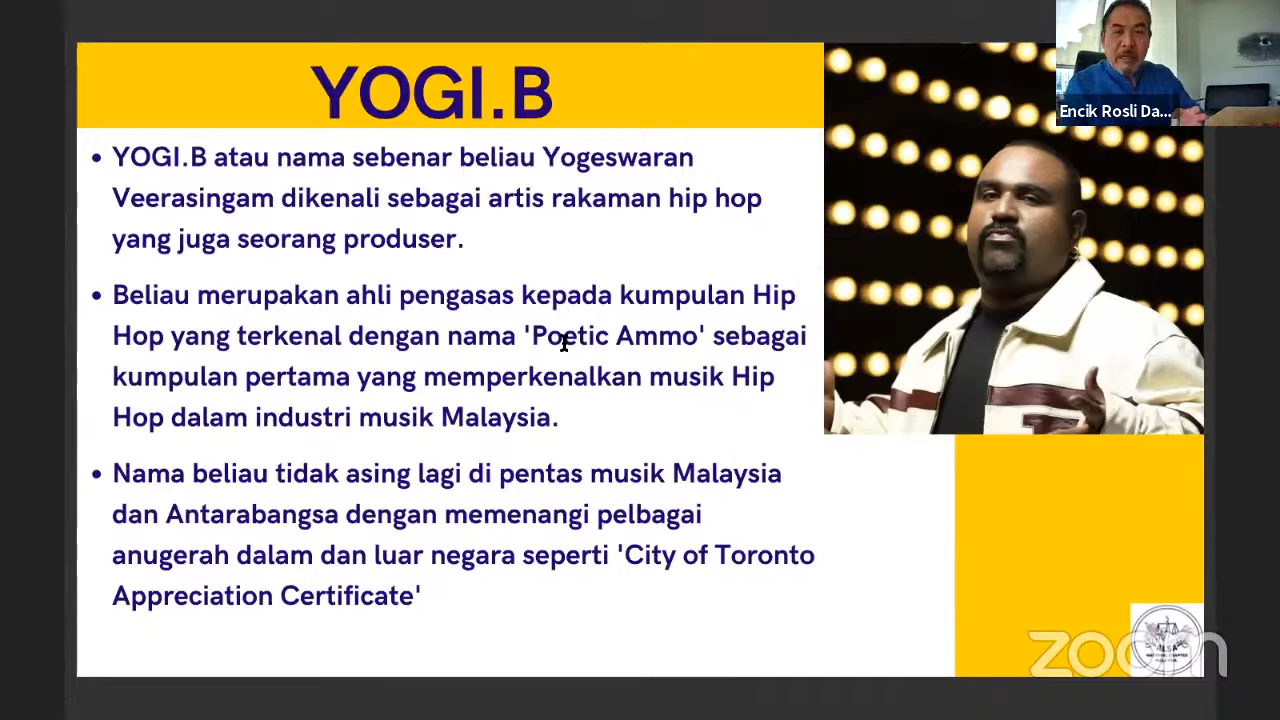 YOGI.B
Encik Rosli Da...
• YOGI.B atau nama sebenar beliau Yogeswaran
Veerasingam dikenali sebagai artis rakaman hip hop
yang juga seorang produser.
• Beliau merupakan ahli pengasas kepada kumpulan Hip
Hop yang terkenal dengan nama 'Poetic Ammo' sebagai
kumpulan pertama yang memperkenalkan musik Hip
Hop dalam industri musik Malaysia.
• Nama beliau tidak asing lagi di pentas musik Malaysia
dan Antarabangsa dengan memenangi pelbagai
anugerah dalam dan luar negara seperti 'City of Toronto
Appreciation Certificate'
ALSA
zoom